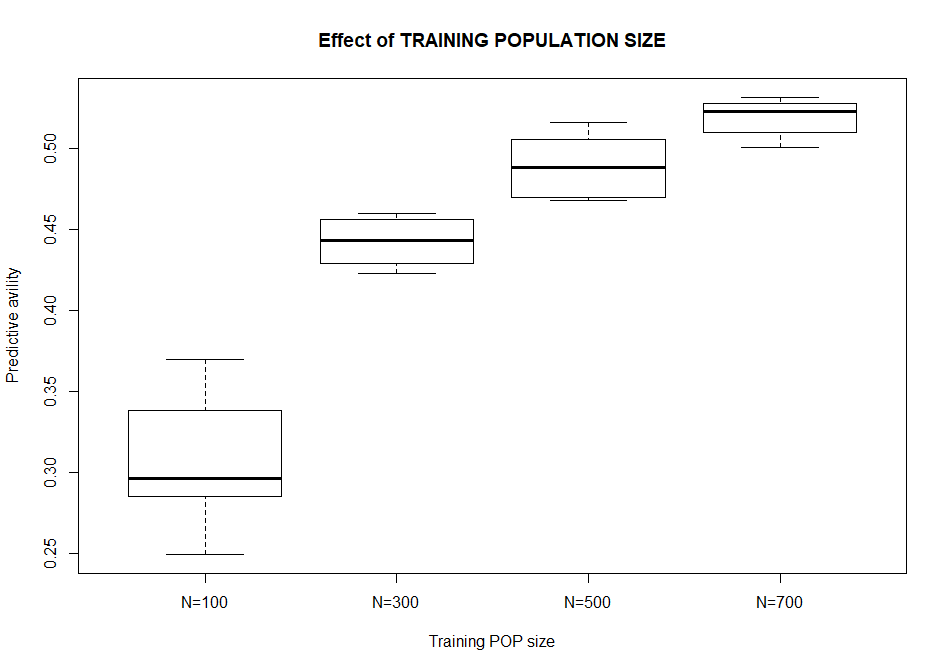 Effect of TRAINING POPULATION SIZE
Predictive avility
0.50
0.45
0.40
0.35
0.30
0.25
N=100 N=300 N=500 N=700
Training POP size